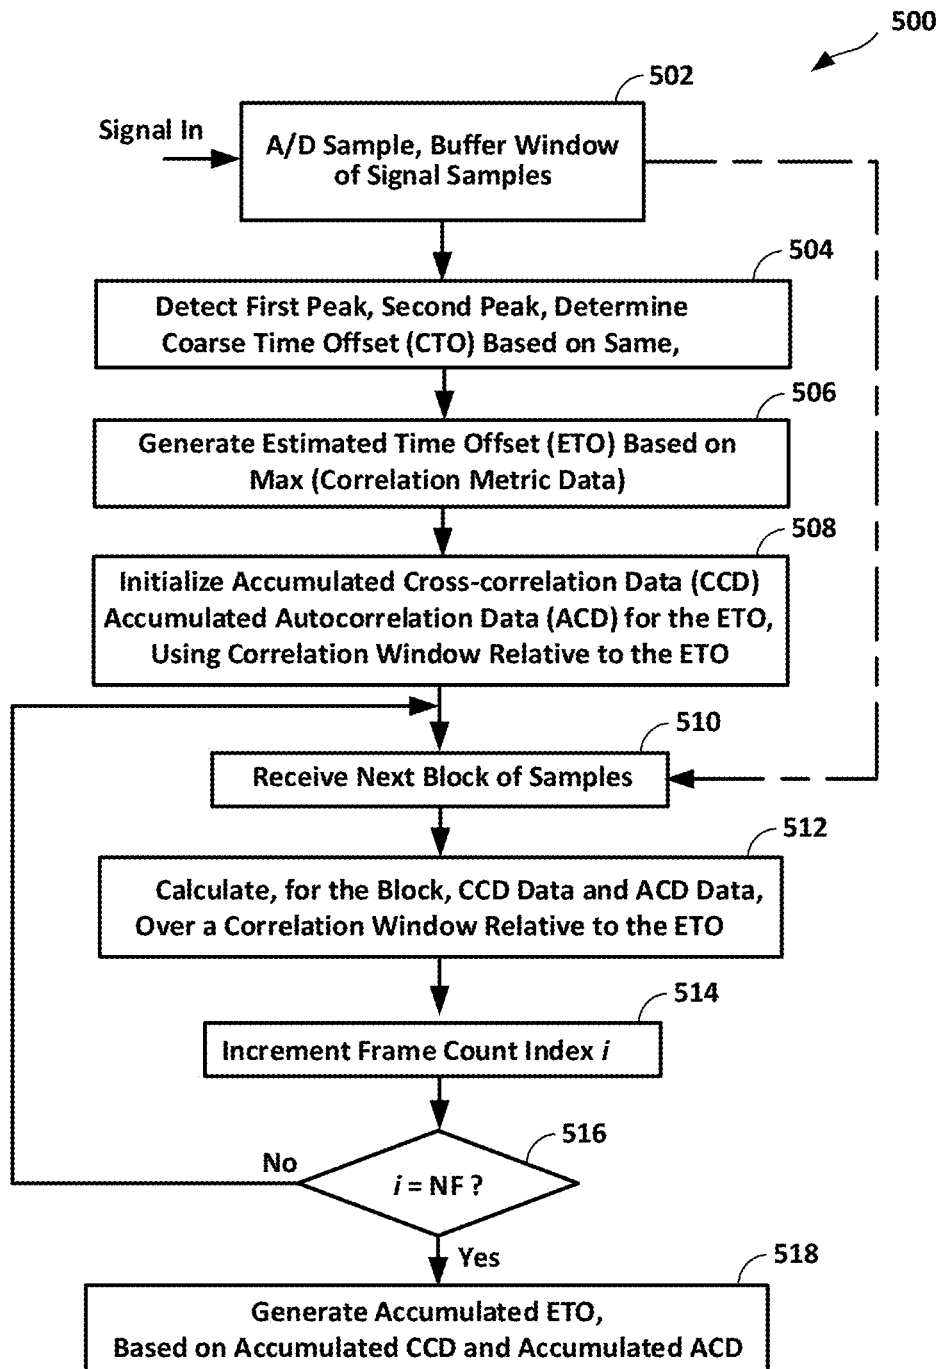 500
502
Signal In
A/D Sample, Buffer Window
of Signal Samples
504
Detect First Peak, Second Peak, Determine
Coarse Time Offset (CTO) Based on Same,
506
Generate Estimated Time Offset (ETO) Based on
Max (Correlation Metric Data)
508
Initialize Accumulated Cross-correlation Data (CCD)
Accumulated Autocorrelation Data (ACD) for the ETO,
Using Correlation Window Relative to the ETO
510
Receive Next Block of Samples
512
Calculate, for the Block, CCD Data and ACD Data,
Over a Correlation Window Relative to the ETO
514
Increment Frame Count Index i
516
No
i = NF ?
Yes
518
Generate Accumulated ETO,
Based on Accumulated CCD and Accumulated ACD